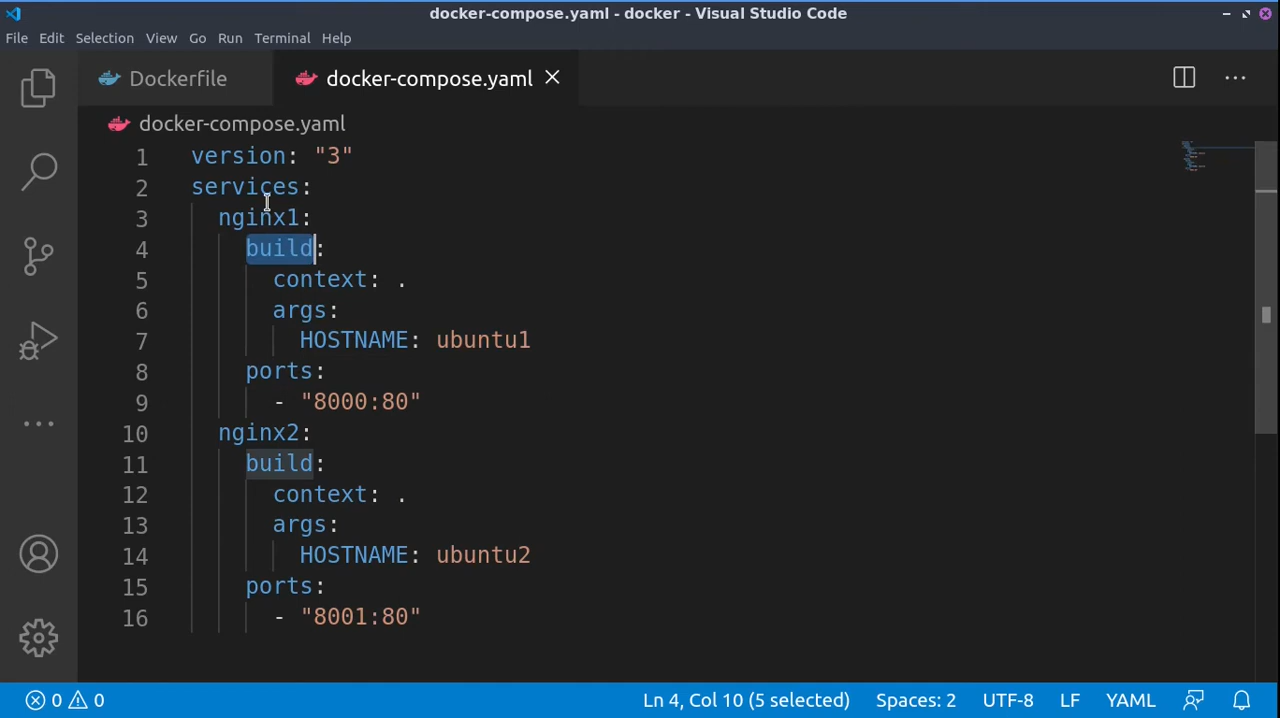 docker-compose.yaml - docker - Visual Studio Code
File Edit Selection View Go Run Terminal Help
Dockerfile docker-compose.yaml
docker-compose.yaml
1 version: "3"
2 services:
3 nginx1:
4 build:
5 context: .
6 args:
7 HOSTNAME: ubuntu1
8 ports:
9 - "8000:80"
10 nginx2:
11 build:
12 context: .
13 args:
14 HOSTNAME: ubuntu2
15 ports:
16 - "8001:80"
0 0 Ln 4, Col 10 (5 selected) Spaces: 2 UTF-8 LF YAML